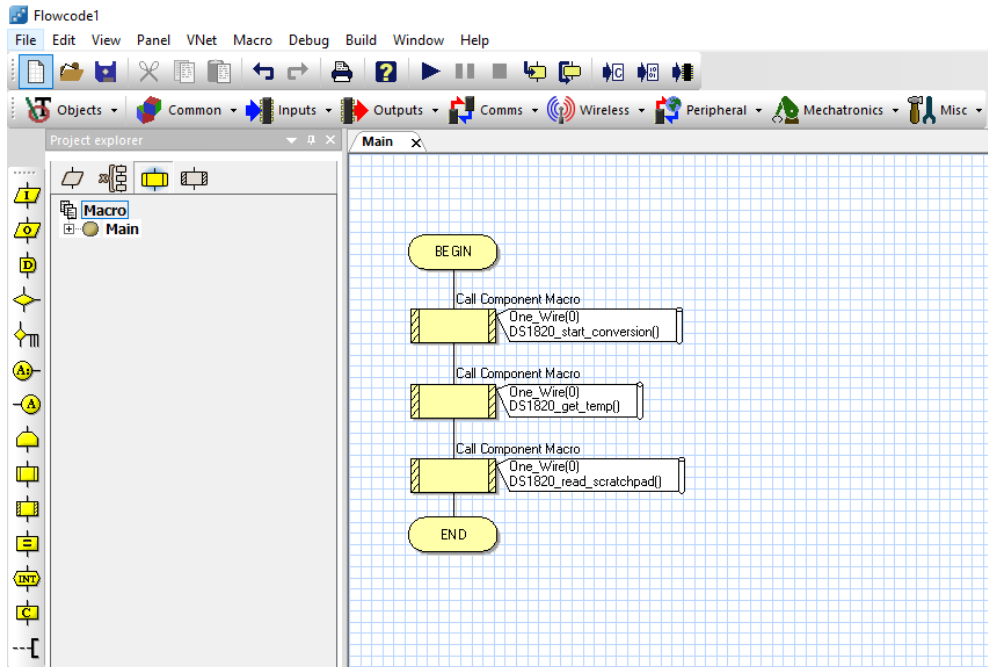 Flowcode1
File Edit View Panel VNet Macro Debug Build Window Help
Objects Common Inputs Outputs Comms Wireless Peripheral Mechatronics Misc
Project explorer
Main
Macro
Main
BEGIN
Call Component Macro
One_Wire(0)
DS1820_start_conversion()
Call Component Macro
One_Wire(0)
DS1820_get_temp()
Call Component Macro
One_Wire(0)
DS1820_read_scratchpad()
END
I
O
D
A:
A
=
INT
C